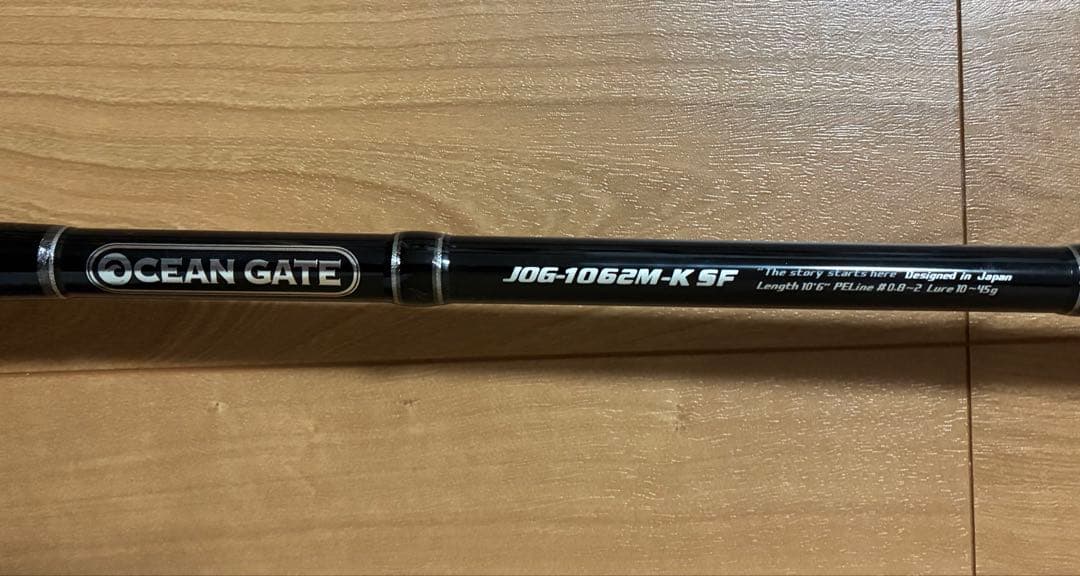 OCEAN GATE
JOG-1062M-K SF
"The story starts here Designed in Japan
Length 10'6" PELine #0.8~2 Lure 10~45g